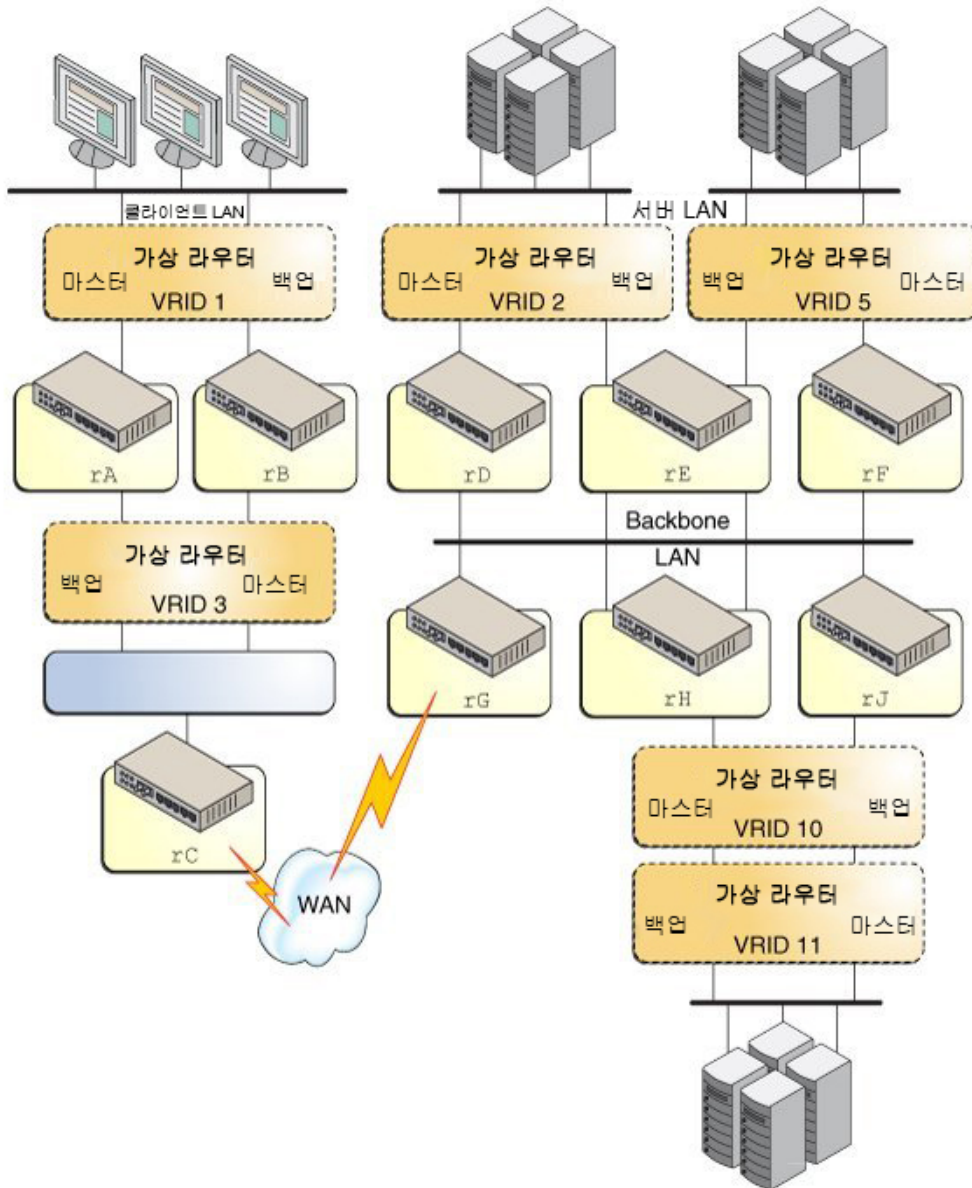 클라이언트 LAN
서버 LAN
가상 라우터
마스터
백업
VRID 1
가상 라우터
마스터
백업
VRID 2
가상 라우터
백업
마스터
VRID 5
rA
rB
rD
rE
rF
Backbone
LAN
가상 라우터
백업
마스터
VRID 3
rG
rH
rJ
rC
WAN
가상 라우터
마스터
백업
VRID 10
가상 라우터
백업
마스터
VRID 11